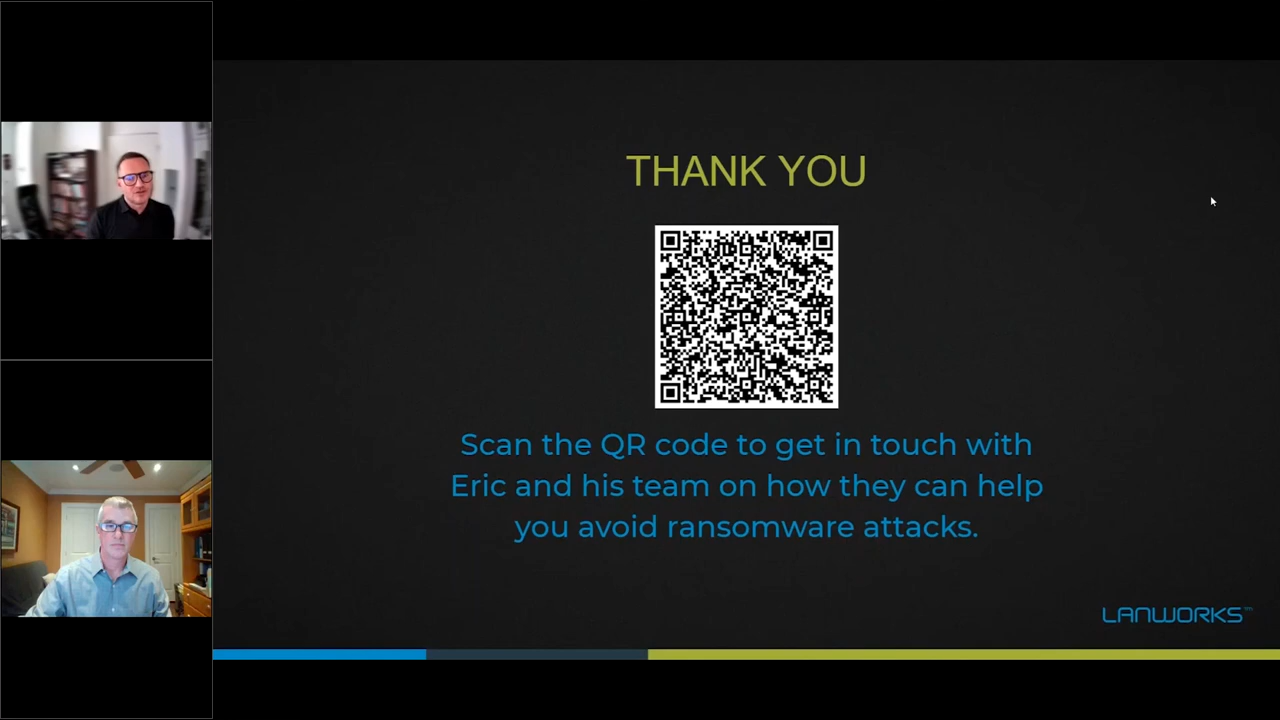 THANK YOU
Scan the QR code to get in touch with
Eric and his team on how they can help
you avoid ransomware attacks.
LANWORKS™